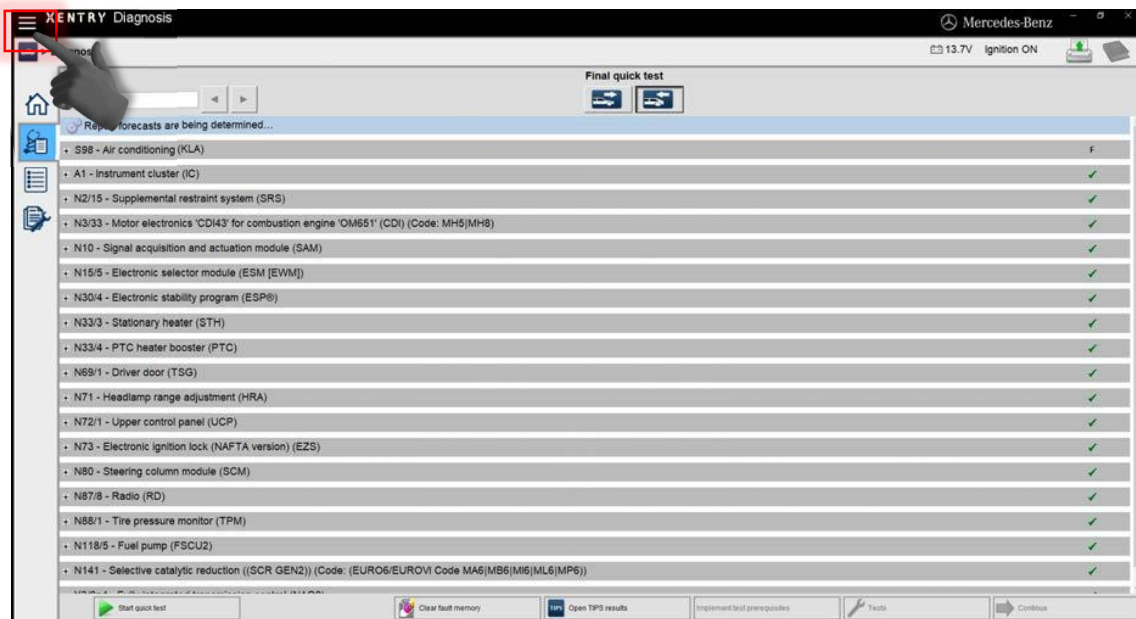 XENTRY Diagnosis
Mercedes-Benz
13.7V Ignition ON
Final quick test
forecasts are being determined...
+ S98 - Air conditioning (KLA) F
+ A1 - Instrument cluster (IC) ✓
+ N2/15 - Supplemental restraint system (SRS) ✓
+ N3/33 - Motor electronics 'CDI43' for combustion engine 'OM651' (CDI) (Code: MH5|MH8) ✓
+ N10 - Signal acquisition and actuation module (SAM) ✓
+ N15/5 - Electronic selector module (ESM [EWM]) ✓
+ N30/4 - Electronic stability program (ESP®) ✓
+ N33/3 - Stationary heater (STH) ✓
+ N33/4 - PTC heater booster (PTC) ✓
+ N69/1 - Driver door (TSG) ✓
+ N71 - Headlamp range adjustment (HRA) ✓
+ N72/1 - Upper control panel (UCP) ✓
+ N73 - Electronic ignition lock (NAFTA version) (EZS) ✓
+ N80 - Steering column module (SCM) ✓
+ N87/8 - Radio (RD) ✓
+ N88/1 - Tire pressure monitor (TPM) ✓
+ N118/5 - Fuel pump (FSCU2) ✓
+ N141 - Selective catalytic reduction ((SCR GEN2)) (Code: (EURO6/EUROVI Code MA6|MB6|MI6|ML6|MP6)) ✓
Start quick test
Clear fault memory
TIPS Open TIPS results
Implement test prerequisites
Tests
Continue